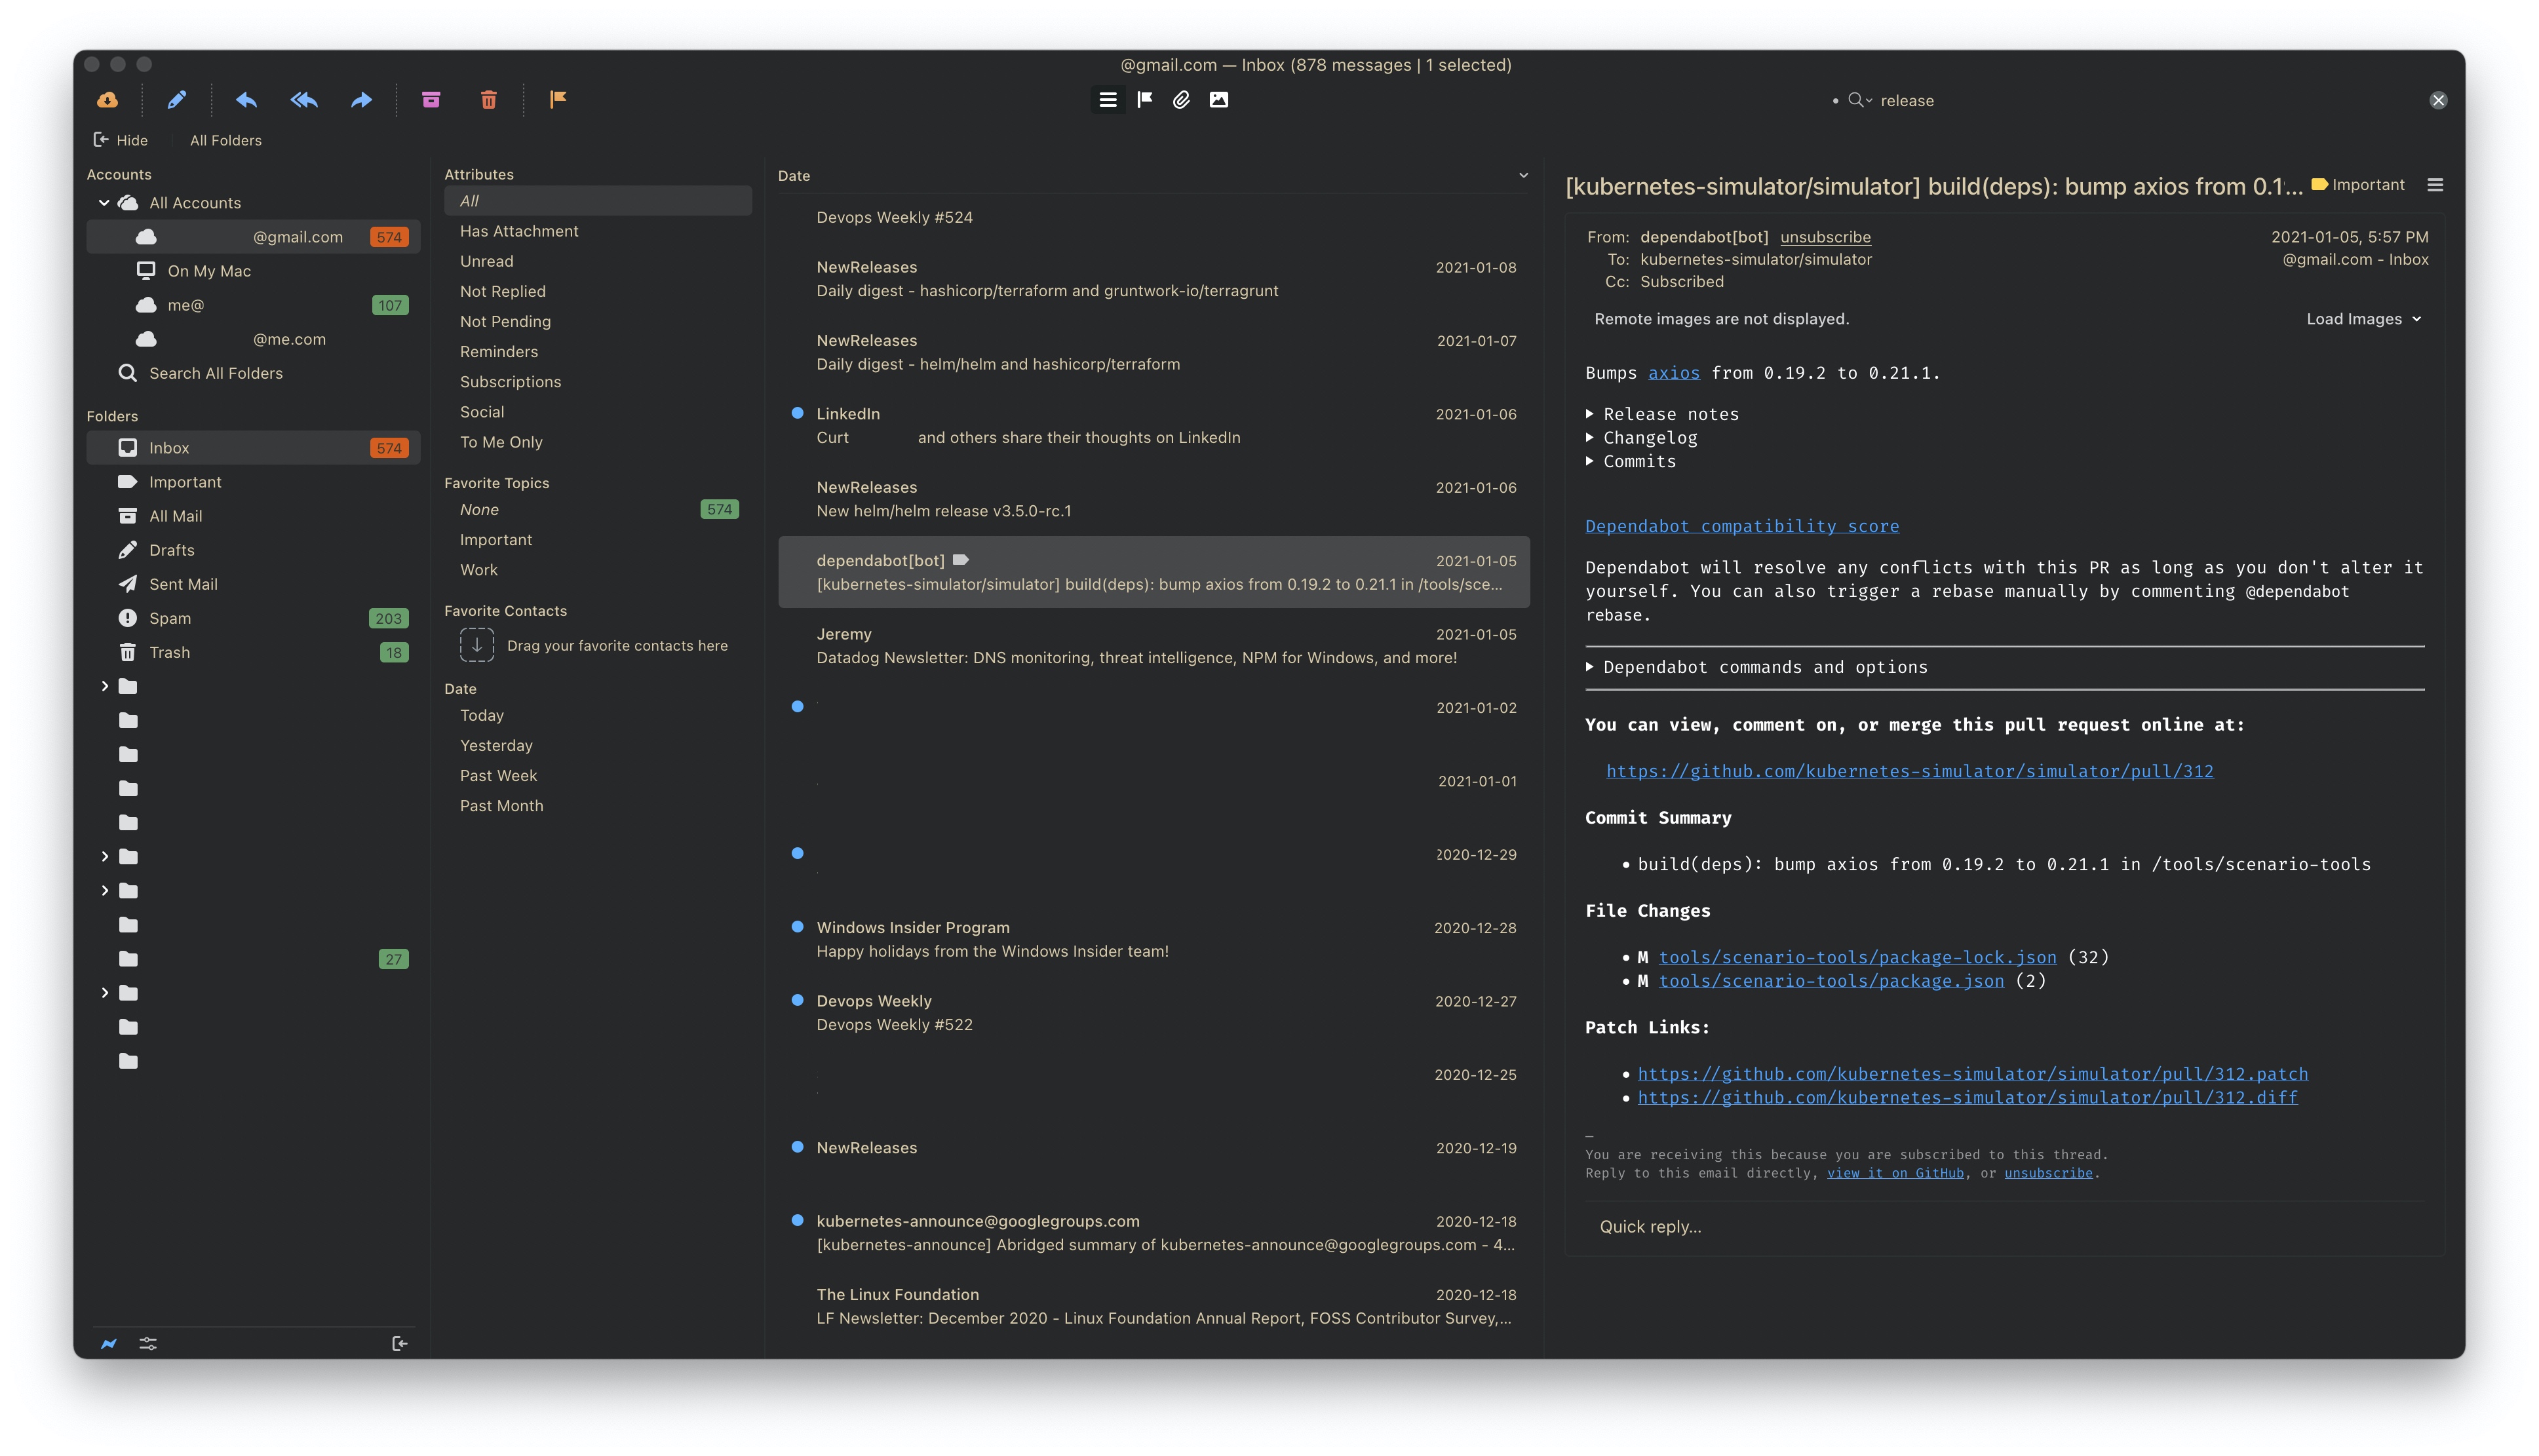 @gmail.com — Inbox (878 messages | 1 selected)
release
Hide
All Folders
Accounts
All Accounts
@gmail.com 574
On My Mac
me@ 107
@me.com
Search All Folders
Folders
Inbox 574
Important
All Mail
Drafts
Sent Mail
Spam 203
Trash 18
27
Attributes
All
Has Attachment
Unread
Not Replied
Not Pending
Reminders
Subscriptions
Social
To Me Only
Favorite Topics
None 574
Important
Work
Favorite Contacts
Drag your favorite contacts here
Date
Today
Yesterday
Past Week
Past Month
Date
Devops Weekly #524
NewReleases 2021-01-08
Daily digest - hashicorp/terraform and gruntwork-io/terragrunt
NewReleases 2021-01-07
Daily digest - helm/helm and hashicorp/terraform
LinkedIn 2021-01-06
Curt and others share their thoughts on LinkedIn
NewReleases 2021-01-06
New helm/helm release v3.5.0-rc.1
dependabot[bot] 2021-01-05
[kubernetes-simulator/simulator] build(deps): bump axios from 0.19.2 to 0.21.1 in /tools/sce...
Jeremy 2021-01-05
Datadog Newsletter: DNS monitoring, threat intelligence, NPM for Windows, and more!
2021-01-02
2021-01-01
2020-12-29
Windows Insider Program 2020-12-28
Happy holidays from the Windows Insider team!
Devops Weekly 2020-12-27
Devops Weekly #522
2020-12-25
NewReleases 2020-12-19
kubernetes-announce@googlegroups.com 2020-12-18
[kubernetes-announce] Abridged summary of kubernetes-announce@googlegroups.com - 4...
The Linux Foundation 2020-12-18
LF Newsletter: December 2020 - Linux Foundation Annual Report, FOSS Contributor Survey,...
[kubernetes-simulator/simulator] build(deps): bump axios from 0.1... Important
From: dependabot[bot] unsubscribe 2021-01-05, 5:57 PM
To: kubernetes-simulator/simulator @gmail.com - Inbox
Cc: Subscribed
Remote images are not displayed. Load Images
Bumps axios from 0.19.2 to 0.21.1.
Release notes
Changelog
Commits
Dependabot compatibility score
Dependabot will resolve any conflicts with this PR as long as you don't alter it
yourself. You can also trigger a rebase manually by commenting @dependabot
rebase.
Dependabot commands and options
You can view, comment on, or merge this pull request online at:
https://github.com/kubernetes-simulator/simulator/pull/312
Commit Summary
• build(deps): bump axios from 0.19.2 to 0.21.1 in /tools/scenario-tools
File Changes
• M tools/scenario-tools/package-lock.json (32)
• M tools/scenario-tools/package.json (2)
Patch Links:
• https://github.com/kubernetes-simulator/simulator/pull/312.patch
• https://github.com/kubernetes-simulator/simulator/pull/312.diff
—
You are receiving this because you are subscribed to this thread.
Reply to this email directly, view it on GitHub, or unsubscribe.
Quick reply...